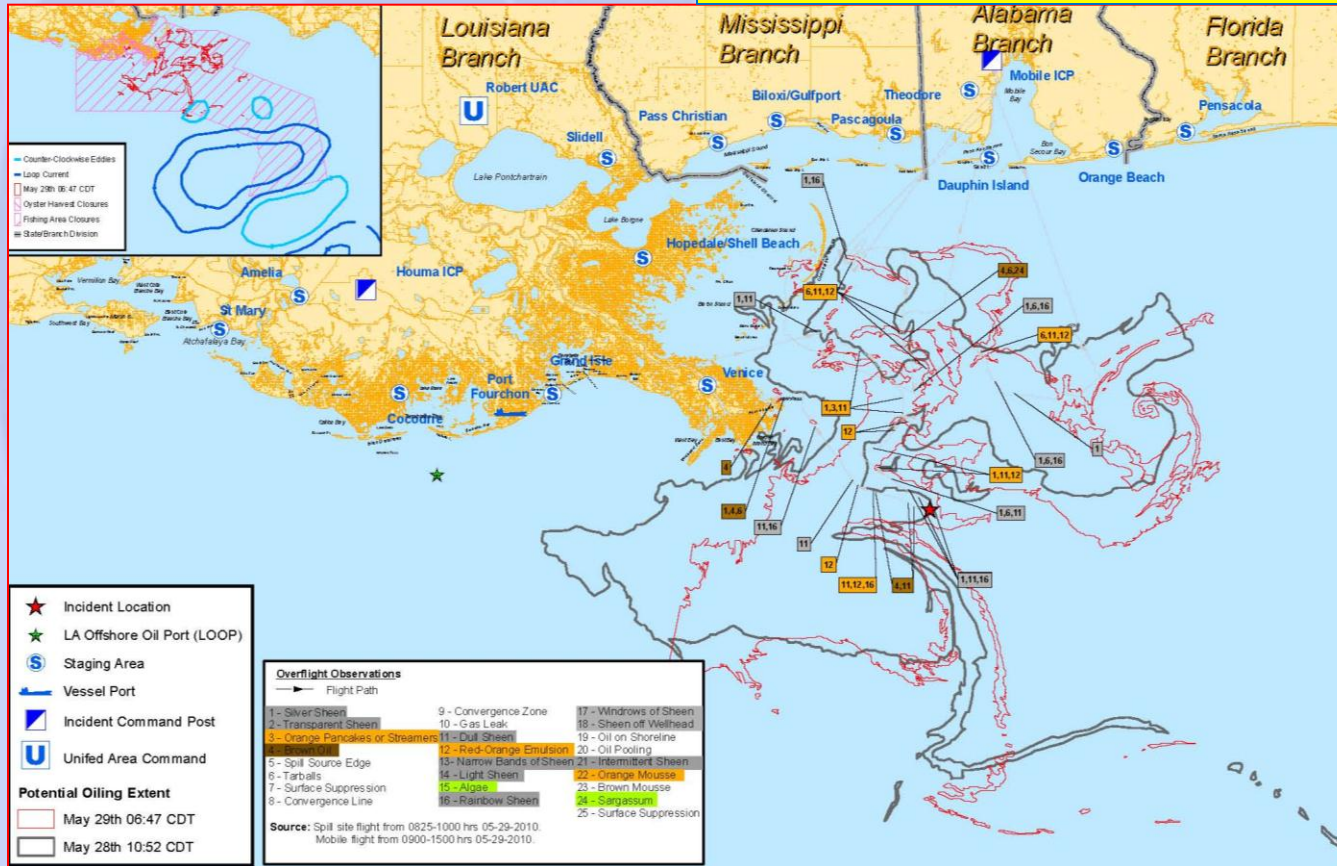 Louisiana
Branch
Mississippi
Branch
Alabama
Branch
Florida
Branch
Robert UAC
U
Slidell
Pass Christian
Biloxi/Gulfport
Pascagoula
Theodore
Mobile ICP
Mobile
Bay
Pensacola
Bon
Secour Bay
Dauphin Island
Orange Beach
Lake Pontchartrain
Mississippi Sound
Lake Borgne
Hopedale/Shell Beach
Counter-Clockwise Eddies
Loop Current
May 29th 06:47 CDT
Oyster Harvest Closures
Fishing Area Closures
State/Branch Division
Vermilion Bay
Amelia
Houma ICP
St Mary
Atchafalaya Bay
Grand Isle
Port
Fourchon
Cocodrie
Venice
1,16
4,6,24
6,11,12
1,11
1,6,16
6,11,12
1,3,11
12
1
1,6,16
4
1,11,12
1,4,6
11,16
1,6,11
11
12
11,12,16
4,11
1,11,16
Incident Location
LA Offshore Oil Port (LOOP)
S Staging Area
Vessel Port
Incident Command Post
U Unifed Area Command
Potential Oiling Extent
May 29th 06:47 CDT
May 28th 10:52 CDT
Overflight Observations
Flight Path
1 - Silver Sheen
2 - Transparent Sheen
3 - Orange Pancakes or Streamers
4 - Brown Oil
5 - Spill Source Edge
6 - Tarballs
7 - Surface Suppression
8 - Convergence Line
9 - Convergence Zone
10 - Gas Leak
11 - Dull Sheen
12 - Red-Orange Emulsion
13 - Narrow Bands of Sheen
14 - Light Sheen
15 - Algae
16 - Rainbow Sheen
17 - Windrows of Sheen
18 - Sheen off Wellhead
19 - Oil on Shoreline
20 - Oil Pooling
21 - Intermittent Sheen
22 - Orange Mousse
23 - Brown Mousse
24 - Sargassum
25 - Surface Suppression
Source: Spill site flight from 0825-1000 hrs 05-29-2010.
Mobile flight from 0900-1500 hrs 05-29-2010.